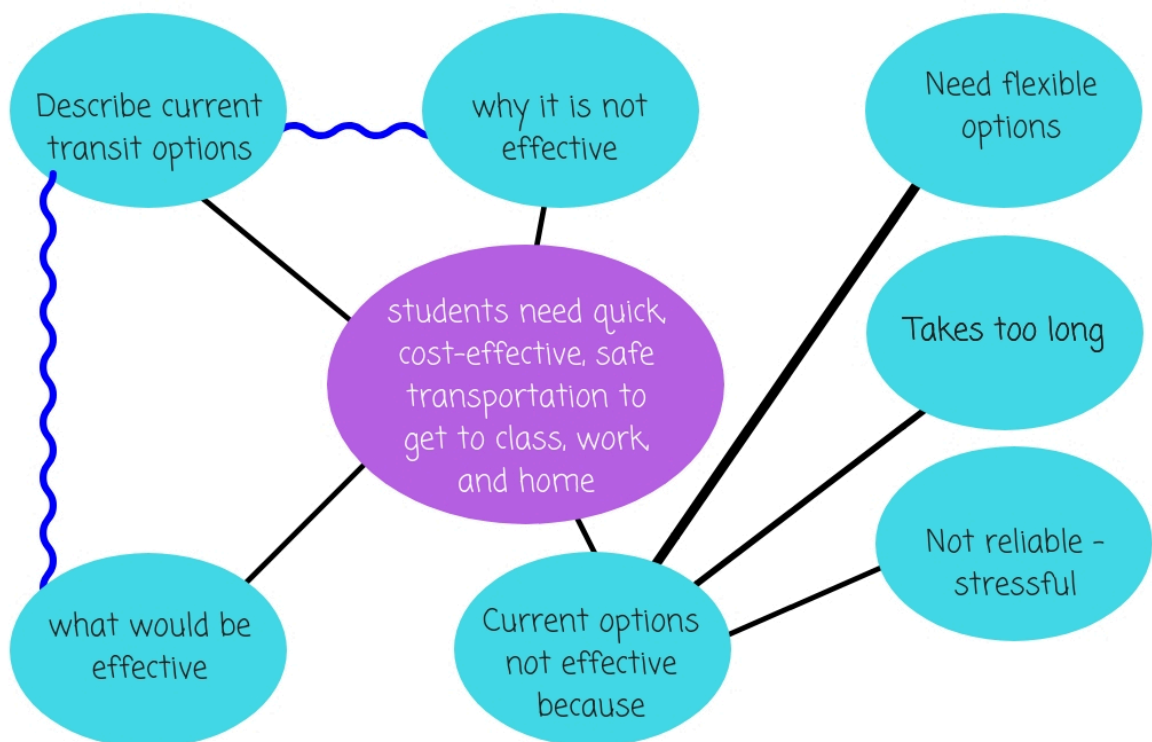 Describe current
transit options
why it is not
effective
Need flexible
options
students need quick,
cost-effective, safe
transportation to
get to class, work,
and home
Takes too long
Not reliable -
stressful
what would be
effective
Current options
not effective
because